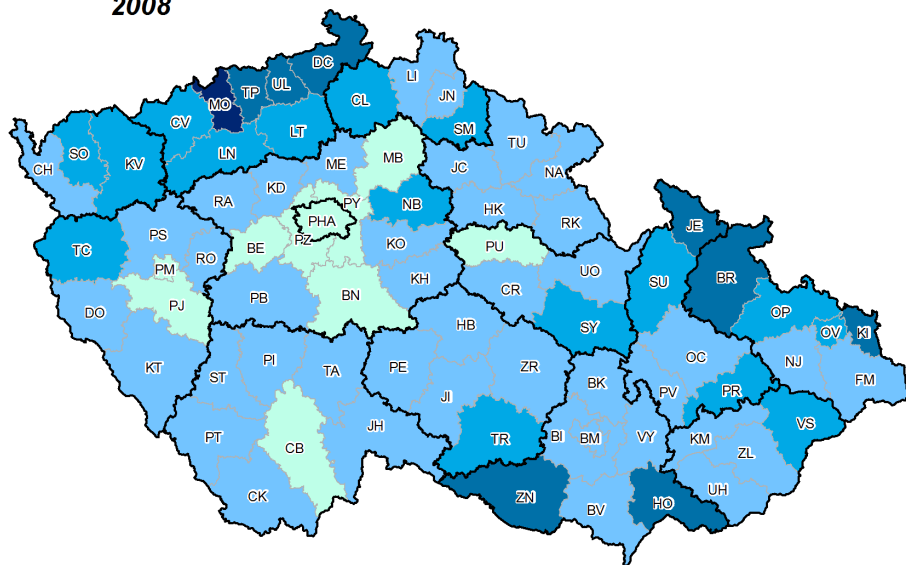 2008
DC
LI
TP
UL
JN
MO
CL
CV
SM
LT
TU
SO
LN
ME
MB
KV
JC
CH
NA
KD
RA
PY
NB
HK
PHA
RK
JE
PS
BE
PZ
KO
PU
TC
RO
BR
PM
UO
SU
KH
PB
BN
CR
PJ
DO
OP
HB
SY
OV
KI
PI
OC
NJ
KT
ST
TA
PE
ZR
FM
BK
PR
JI
PV
VS
JH
PT
TR
BI
BM
VY
KM
CB
ZL
UH
CK
ZN
HO
BV